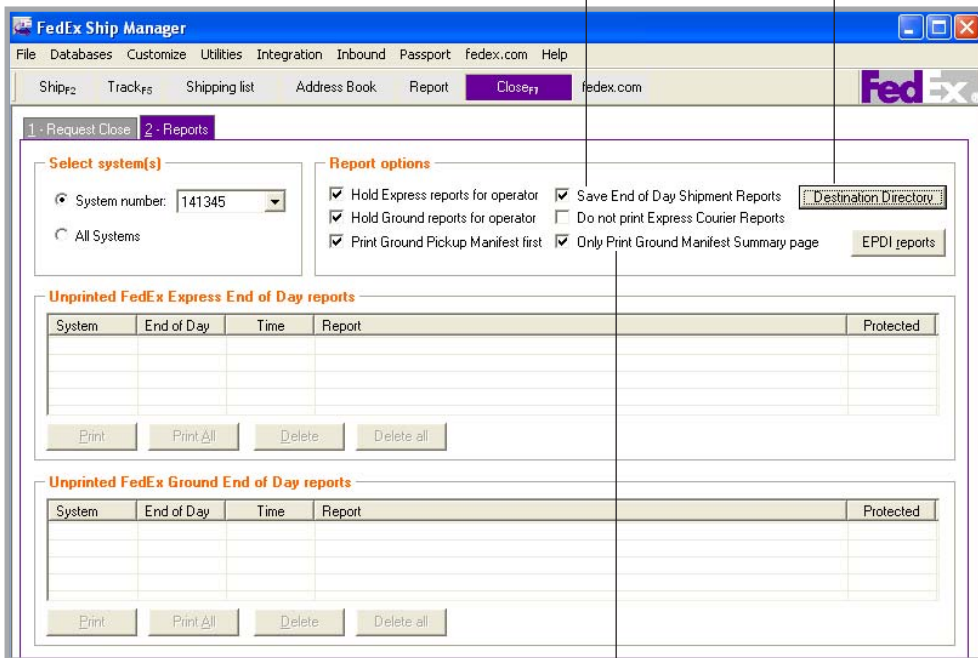 FedEx Ship Manager
File Databases Customize Utilities Integration Inbound Passport fedex.com Help
ShipF2 TrackF5 Shipping list Address Book Report CloseF7 fedex.com
FedEx
1 - Request Close 2 - Reports
Select system(s)
System number: 141345
All Systems
Report options
Hold Express reports for operator Save End of Day Shipment Reports Destination Directory
Hold Ground reports for operator Do not print Express Courier Reports
Print Ground Pickup Manifest first Only Print Ground Manifest Summary page EPDI reports
Unprinted FedEx Express End of Day reports
System End of Day Time Report Protected
Print Print All Delete Delete all
Unprinted FedEx Ground End of Day reports
System End of Day Time Report Protected
Print Print All Delete Delete all